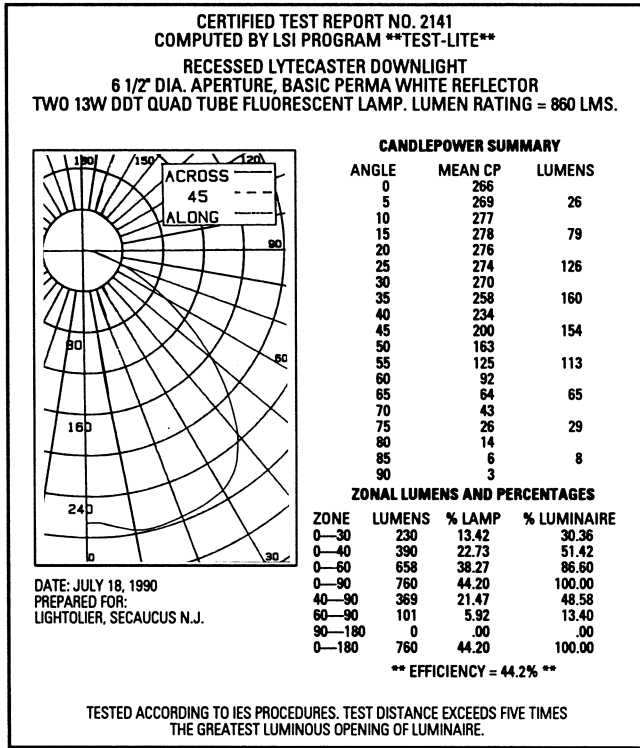 CERTIFIED TEST REPORT NO. 2141
COMPUTED BY LSI PROGRAM **TEST-LITE**
RECESSED LYTECASTER DOWNLIGHT
6 1/2" DIA. APERTURE, BASIC PERMA WHITE REFLECTOR
TWO 13W DDT QUAD TUBE FLUORESCENT LAMP. LUMEN RATING = 860 LMS.
180 150 120
ACROSS
45
ALONG
90
80
60
160
240
0 30
DATE: JULY 18, 1990
PREPARED FOR:
LIGHTOLIER, SECAUCUS N.J.
CANDLEPOWER SUMMARY
ANGLE MEAN CP LUMENS
0 266
5 269 26
10 277
15 278 79
20 276
25 274 126
30 270
35 258 160
40 234
45 200 154
50 163
55 125 113
60 92
65 64 65
70 43
75 26 29
80 14
85 6 8
90 3
ZONAL LUMENS AND PERCENTAGES
ZONE LUMENS % LAMP % LUMINAIRE
0—30 230 13.42 30.36
0—40 390 22.73 51.42
0—60 658 38.27 86.60
0—90 760 44.20 100.00
40—90 369 21.47 48.58
60—90 101 5.92 13.40
90—180 0 .00 .00
0—180 760 44.20 100.00
** EFFICIENCY = 44.2% **
TESTED ACCORDING TO IES PROCEDURES. TEST DISTANCE EXCEEDS FIVE TIMES
THE GREATEST LUMINOUS OPENING OF LUMINAIRE.